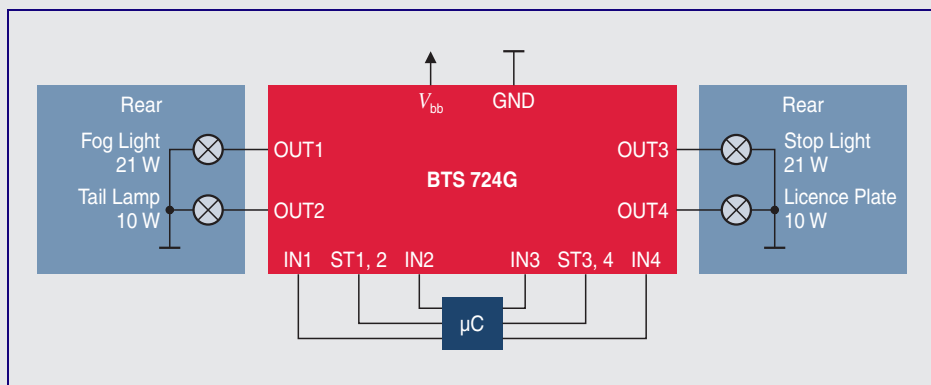 Rear
Fog Light
21 W
Tail Lamp
10 W
Vbb
GND
OUT1
OUT2
BTS 724G
OUT3
OUT4
IN1 ST1, 2 IN2 IN3 ST3, 4 IN4
µC
Rear
Stop Light
21 W
Licence Plate
10 W